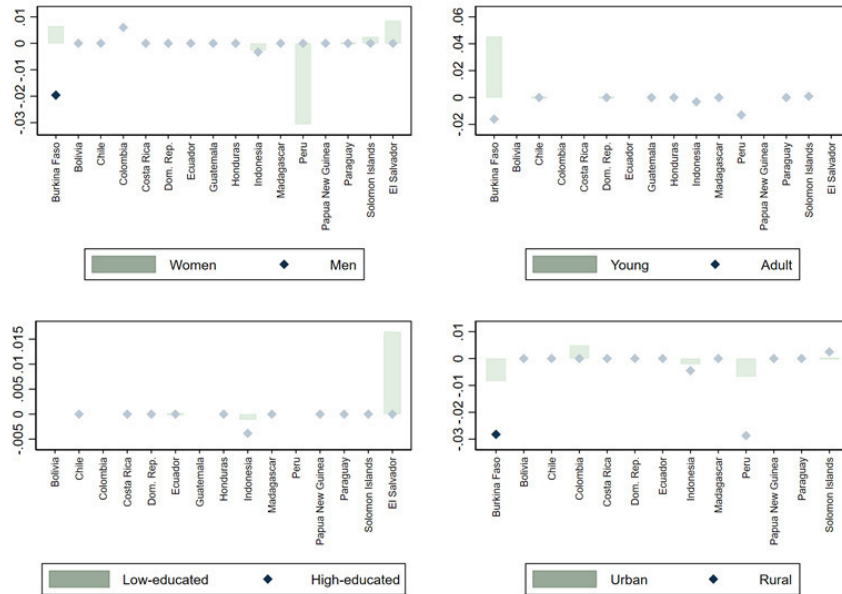 .01
0
-.01
-.02
-.03
Burkina Faso
Bolivia
Chile
Colombia
Costa Rica
Dom. Rep.
Ecuador
Guatemala
Honduras
Indonesia
Madagascar
Peru
Papua New Guinea
Paraguay
Solomon Islands
El Salvador
Women Men
.06
.04
.02
0
-.02
Burkina Faso
Bolivia
Chile
Colombia
Costa Rica
Dom. Rep.
Ecuador
Guatemala
Honduras
Indonesia
Madagascar
Peru
Papua New Guinea
Paraguay
Solomon Islands
El Salvador
Young Adult
.015
.01
.005
0
-.005
Bolivia
Chile
Colombia
Costa Rica
Dom. Rep.
Ecuador
Guatemala
Honduras
Indonesia
Madagascar
Peru
Papua New Guinea
Paraguay
Solomon Islands
El Salvador
Low-educated High-educated
.01
0
-.01
-.02
-.03
Burkina Faso
Bolivia
Chile
Colombia
Costa Rica
Dom. Rep.
Ecuador
Indonesia
Madagascar
Peru
Papua New Guinea
Paraguay
Solomon Islands
Urban Rural